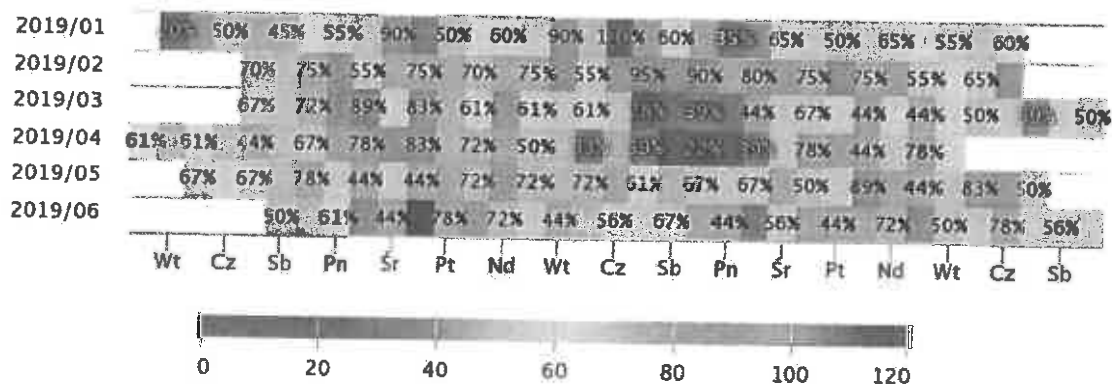 2019/01 50% 45% 55% 90% 50% 60% 90% 110% 60% 65% 50% 65% 55% 60%
2019/02 70% 75% 55% 75% 70% 75% 55% 95% 90% 80% 75% 75% 55% 65%
2019/03 67% 72% 89% 83% 61% 61% 61% 44% 67% 44% 44% 50% 50%
2019/04 61% 61% 44% 67% 78% 83% 72% 50% 78% 44% 78%
2019/05 67% 67% 78% 44% 44% 72% 72% 72% 61% 67% 67% 50% 89% 44% 83% 50%
2019/06 50% 61% 44% 78% 72% 44% 56% 67% 44% 56% 44% 72% 50% 78% 56%
Wt Cz Sb Pn Śr Pt Nd Wt Cz Sb Pn Śr Pt Nd Wt Cz Sb
0 20 40 60 80 100 120